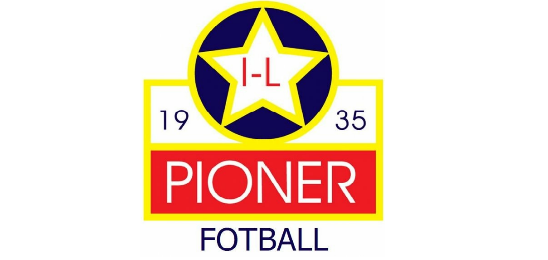 I-L
19 35
PIONER
FOTBALL